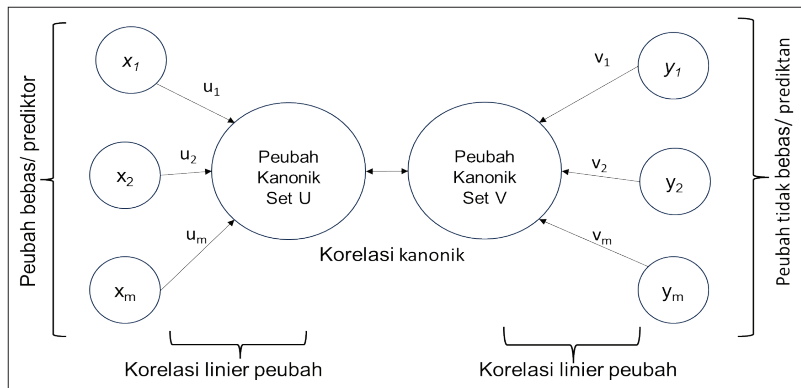 Peubah bebas/ prediktor
x1
x2
xm
u1
u2
um
Peubah
Kanonik
Set U
Peubah
Kanonik
Set V
Korelasi kanonik
v1
v2
vm
y1
y2
ym
Peubah tidak bebas/ prediktan
Korelasi linier peubah
Korelasi linier peubah